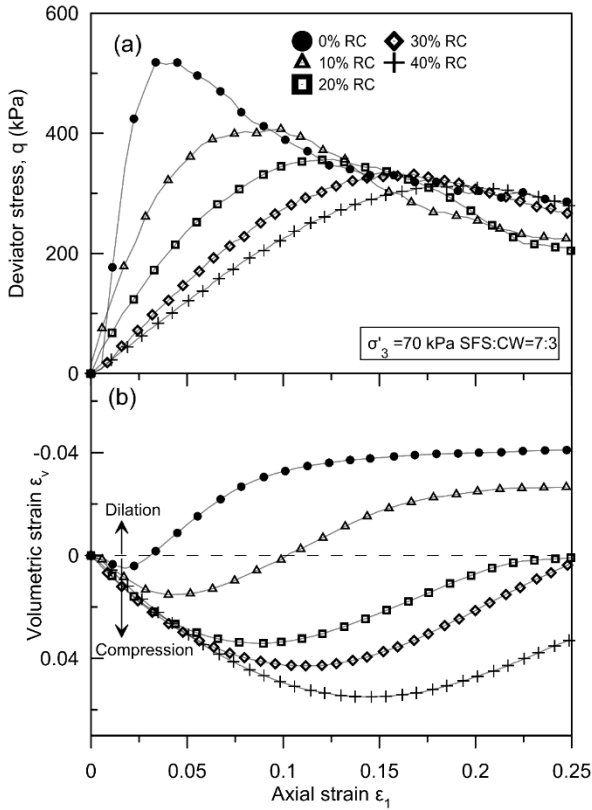 (a)
0% RC
30% RC
10% RC
40% RC
20% RC
600
400
200
0
Deviator stress, q (kPa)
σ'3 =70 kPa SFS:CW=7:3
(b)
-0.04
0
0.04
Volumetric strain εv
Dilation
Compression
0 0.05 0.1 0.15 0.2 0.25
Axial strain ε1